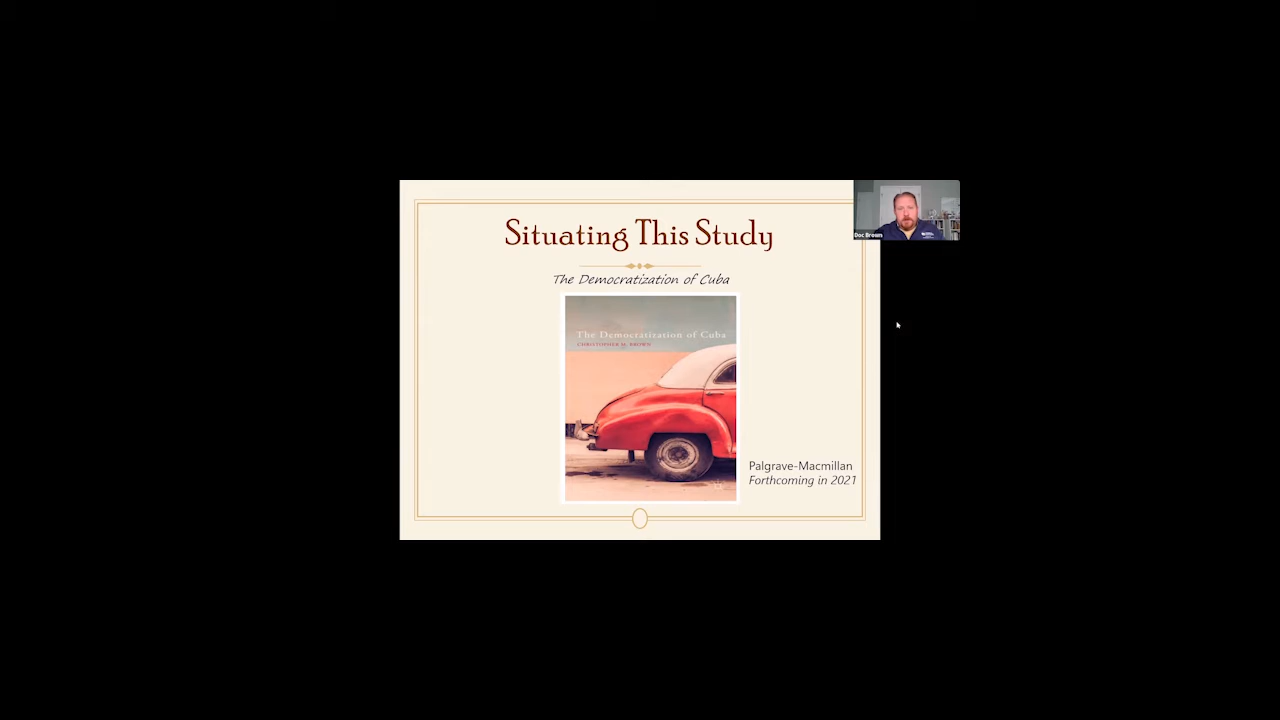 Situating This Study
The Democratization of Cuba
The Democratization of Cuba
CHRISTOPHER M. BROWN
Palgrave-Macmillan
Forthcoming in 2021
Doc Brown